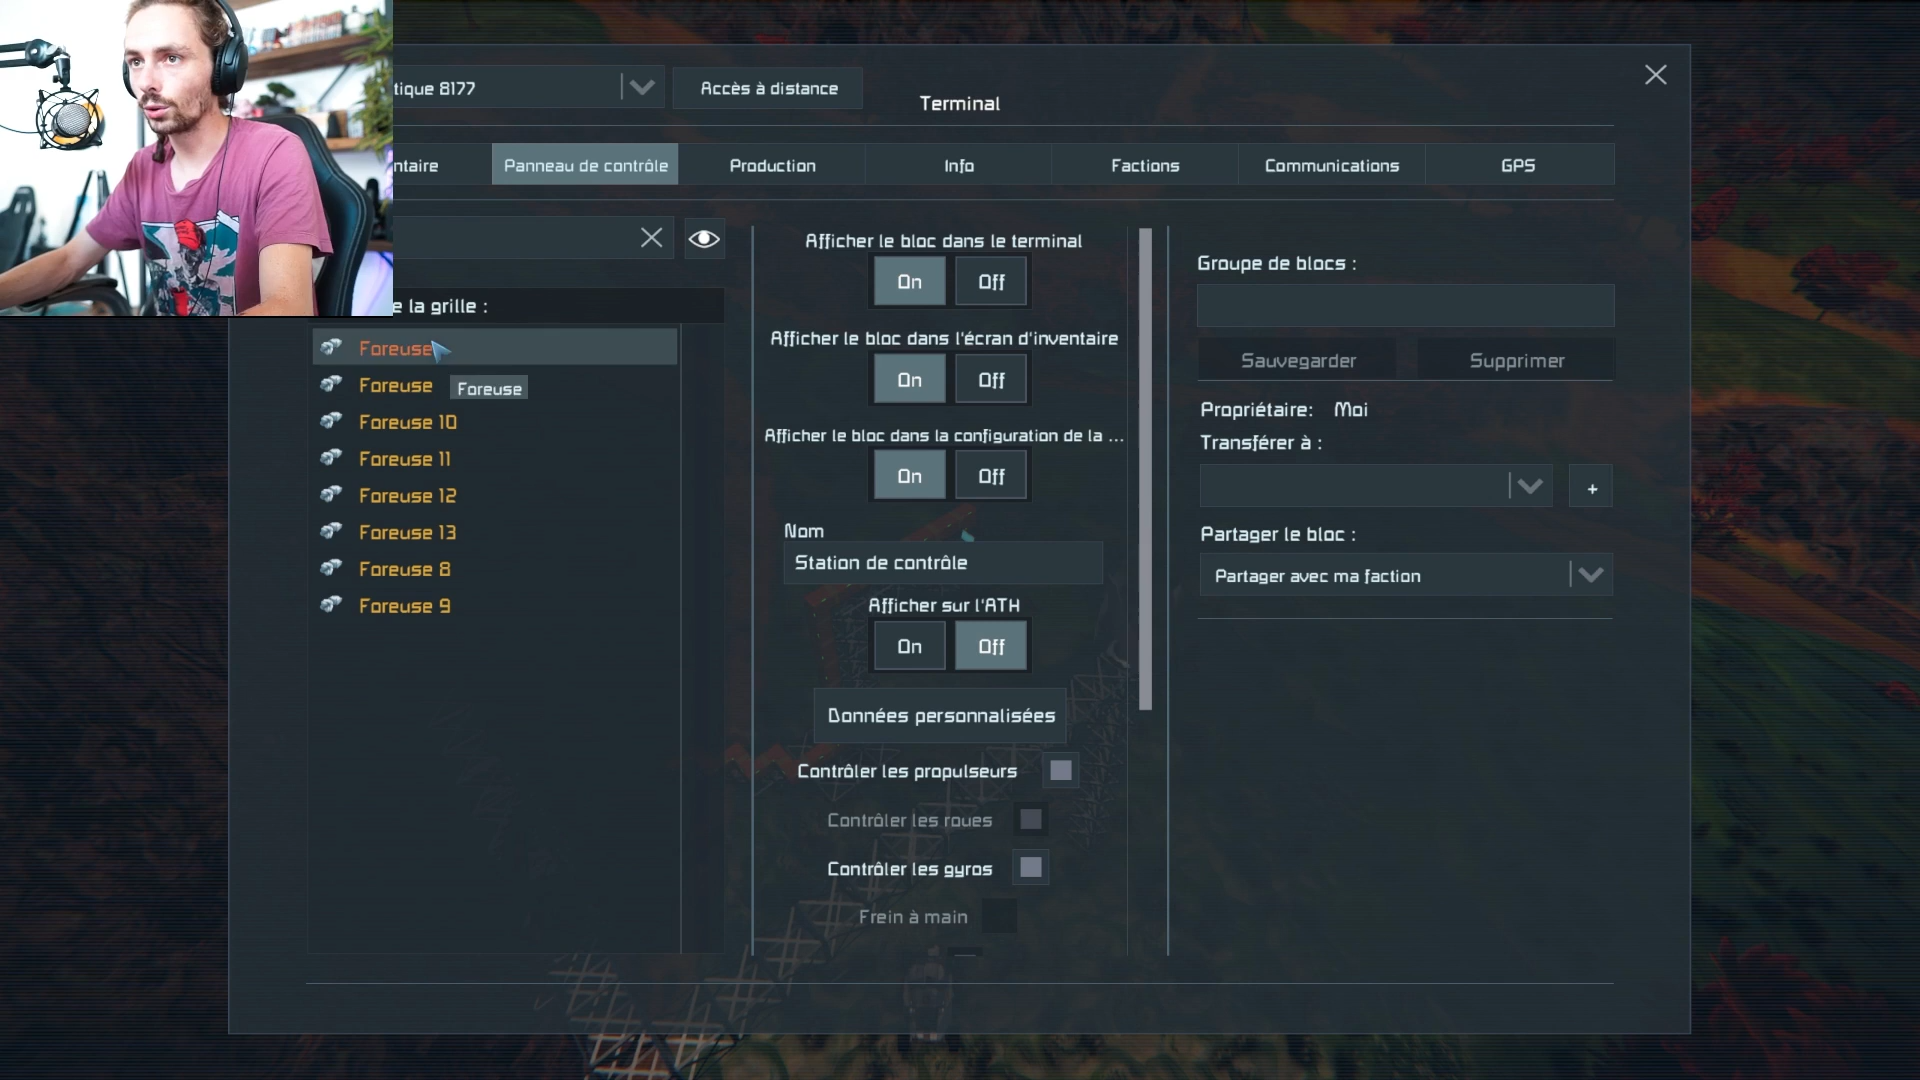 tique 8177
Accès à distance
Terminal
ntaire
Panneau de contrôle
Production
Info
Factions
Communications
GPS
e la grille :
Foreuse
Foreuse
Foreuse
Foreuse 10
Foreuse 11
Foreuse 12
Foreuse 13
Foreuse 8
Foreuse 9
Afficher le bloc dans le terminal
On Off
Afficher le bloc dans l'écran d'inventaire
On Off
Afficher le bloc dans la configuration de la ...
On Off
Nom
Station de contrôle
Afficher sur l'ATH
On Off
Données personnalisées
Contrôler les propulseurs
Contrôler les roues
Contrôler les gyros
Frein à main
Groupe de blocs :
Sauvegarder Supprimer
Propriétaire: Moi
Transférer à :
+
Partager le bloc :
Partager avec ma faction